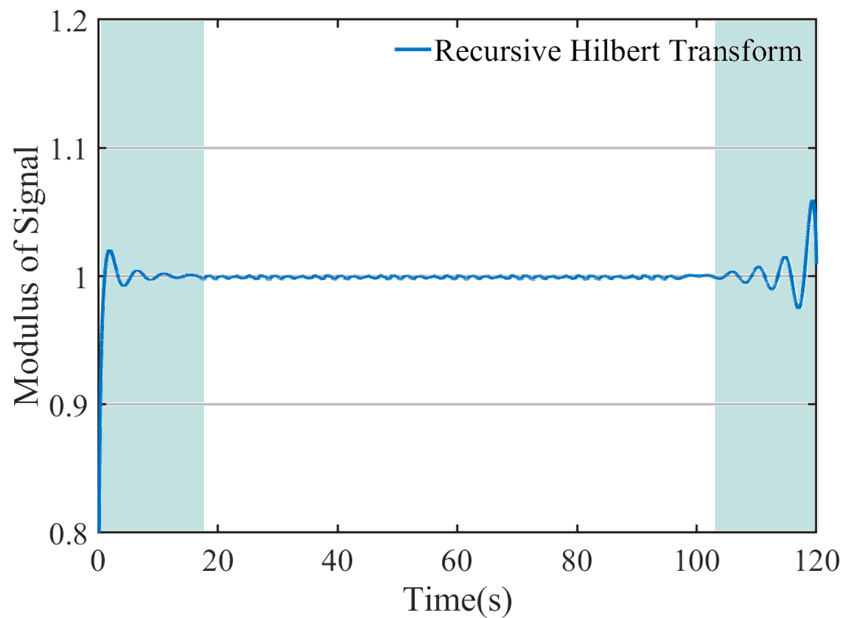 1.2
Recursive Hilbert Transform
1.1
1
0.9
0.8
Modulus of Signal
0 20 40 60 80 100 120
Time(s)